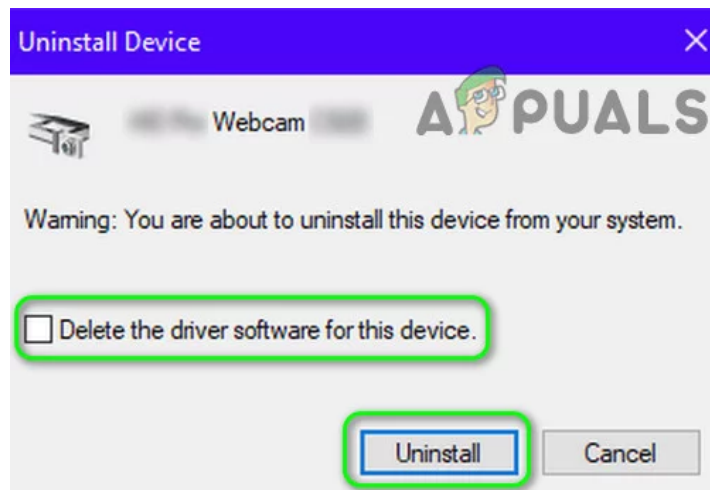 Uninstall Device
Webcam
APPUALS
Warning: You are about to uninstall this device from your system.
Delete the driver software for this device.
Uninstall
Cancel